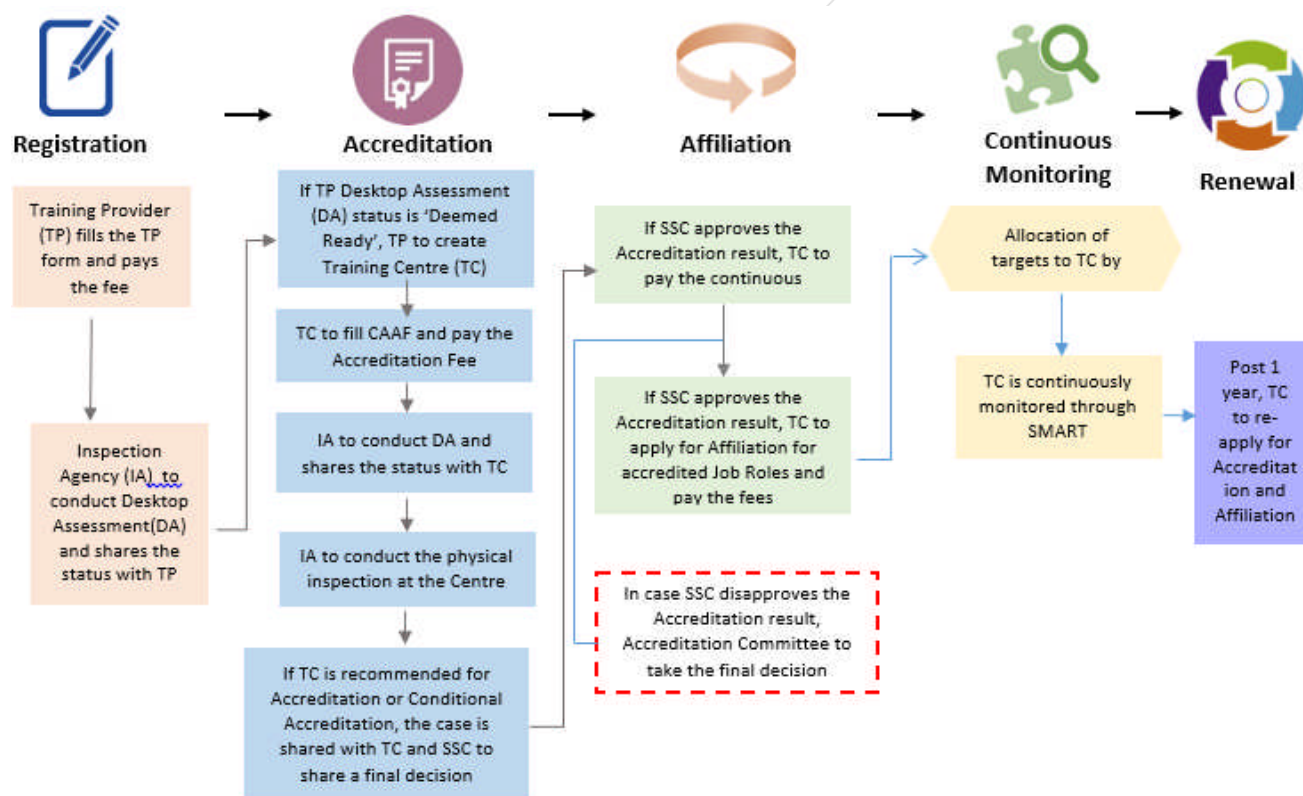 Registration
Accreditation
Affiliation
Continuous
Monitoring
Renewal
Training Provider
(TP) fills the TP
form and pays
the fee
Inspection
Agency (IA) to
conduct Desktop
Assessment(DA)
and shares the
status with TP
If TP Desktop Assessment
(DA) status is ‘Deemed
Ready’, TP to create
Training Centre (TC)
TC to fill CAAF and pay the
Accreditation Fee
IA to conduct DA and
shares the status with TC
IA to conduct the physical
inspection at the Centre
If TC is recommended for
Accreditation or Conditional
Accreditation, the case is
shared with TC and SSC to
share a final decision
If SSC approves the
Accreditation result, TC to
pay the continuous
If SSC approves the
Accreditation result, TC to
apply for Affiliation for
accredited Job Roles and
pay the fees
In case SSC disapproves the
Accreditation result,
Accreditation Committee to
take the final decision
Allocation of
targets to TC by
TC is continuously
monitored through
SMART
Post 1
year, TC
to re-
apply for
Accreditat
ion and
Affiliation